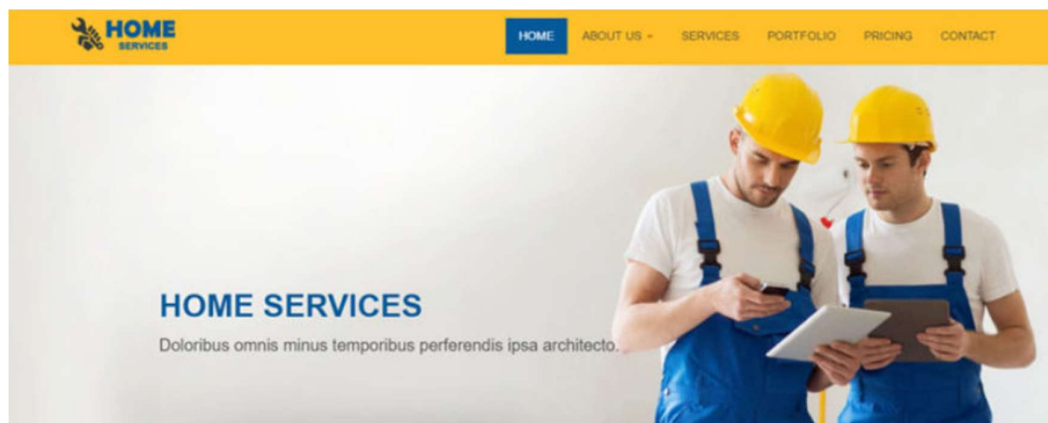 HOME
SERVICES
HOME ABOUT US SERVICES PORTFOLIO PRICING CONTACT
HOME SERVICES
Doloribus omnis minus temporibus perferendis ipsa architecto.